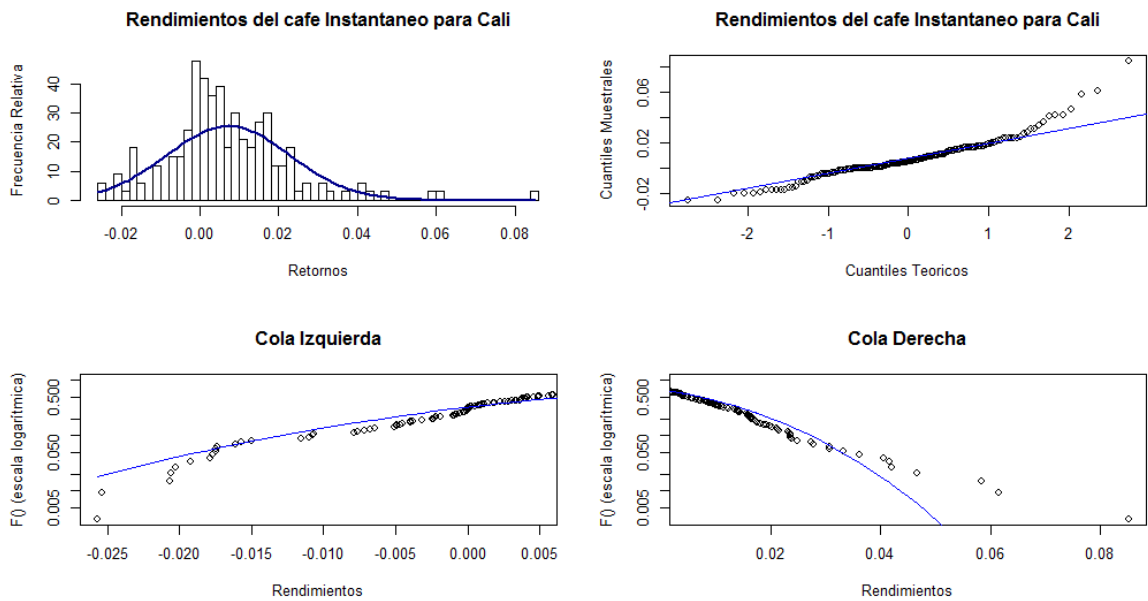 Rendimientos del cafe Instantaneo para Cali
Frecuencia Relativa
0 10 20 30 40
-0.02 0.00 0.02 0.04 0.06 0.08
Retornos
Rendimientos del cafe Instantaneo para Cali
Cuantiles Muestrales
-0.02 0.02 0.06
-2 -1 0 1 2
Cuantiles Teoricos
Cola Izquierda
F() (escala logarítmica)
0.005 0.050 0.500
-0.025 -0.020 -0.015 -0.010 -0.005 0.000 0.005
Rendimientos
Cola Derecha
F() (escala logarítmica)
0.005 0.050 0.500
0.02 0.04 0.06 0.08
Rendimientos